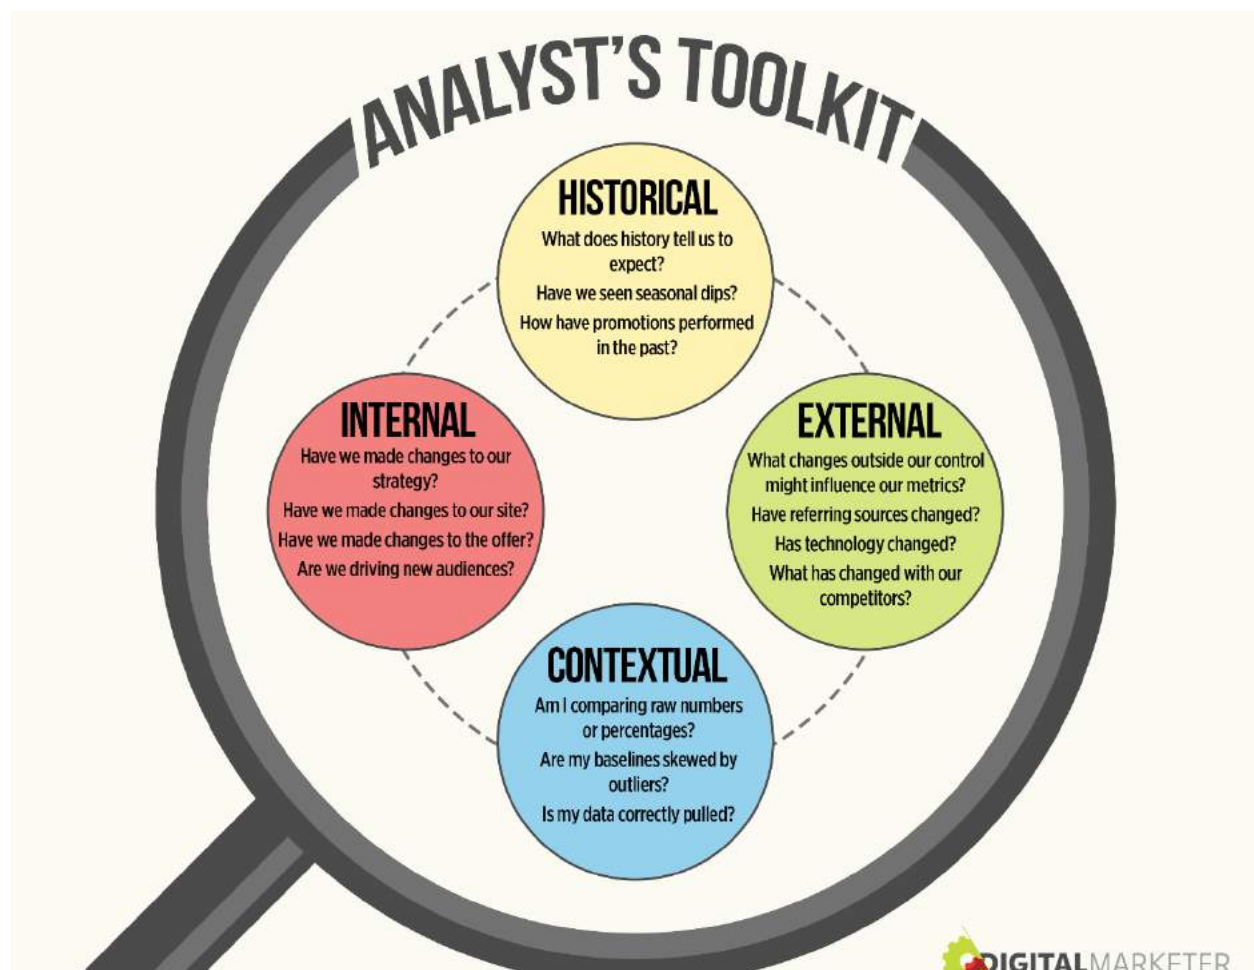 ANALYST'S TOOLKIT
HISTORICAL
What does history tell us to
expect?
Have we seen seasonal dips?
How have promotions performed
in the past?
INTERNAL
Have we made changes to our
strategy?
Have we made changes to our site?
Have we made changes to the offer?
Are we driving new audiences?
EXTERNAL
What changes outside our control
might influence our metrics?
Have referring sources changed?
Has technology changed?
What has changed with our
competitors?
CONTEXTUAL
Am I comparing raw numbers
or percentages?
Are my baselines skewed by
outliers?
Is my data correctly pulled?
DIGITALMARKETER